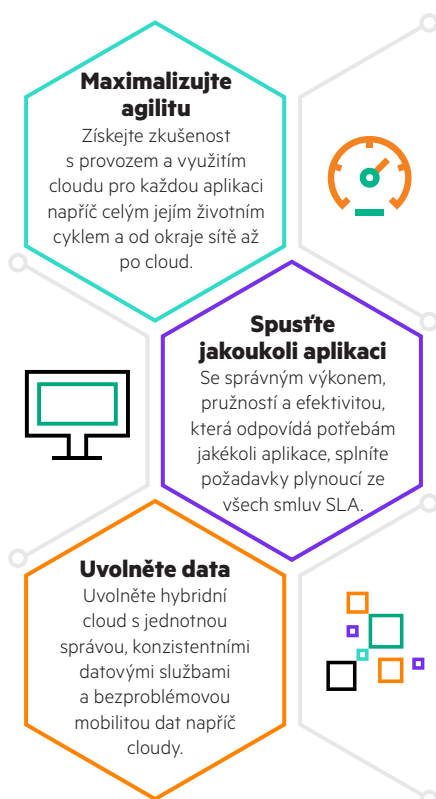 Maximalizujte
agilitu
Získejte zkušenost
s provozem a využitím
cloudu pro každou aplikaci
napříč celým jejím životním
cyklem a od okraje sítě až
po cloud.
Spusťte
jakoukoli aplikaci
Se správným výkonem,
pružností a efektivitou,
která odpovídá potřebám
jakékoli aplikace, splníte
požadavky plynoucí ze
všech smluv SLA.
Uvolněte data
Uvolněte hybridní
cloud s jednotnou
správou, konzistentními
datovými službami
a bezproblémovou
mobilitou dat napříč
cloudy.